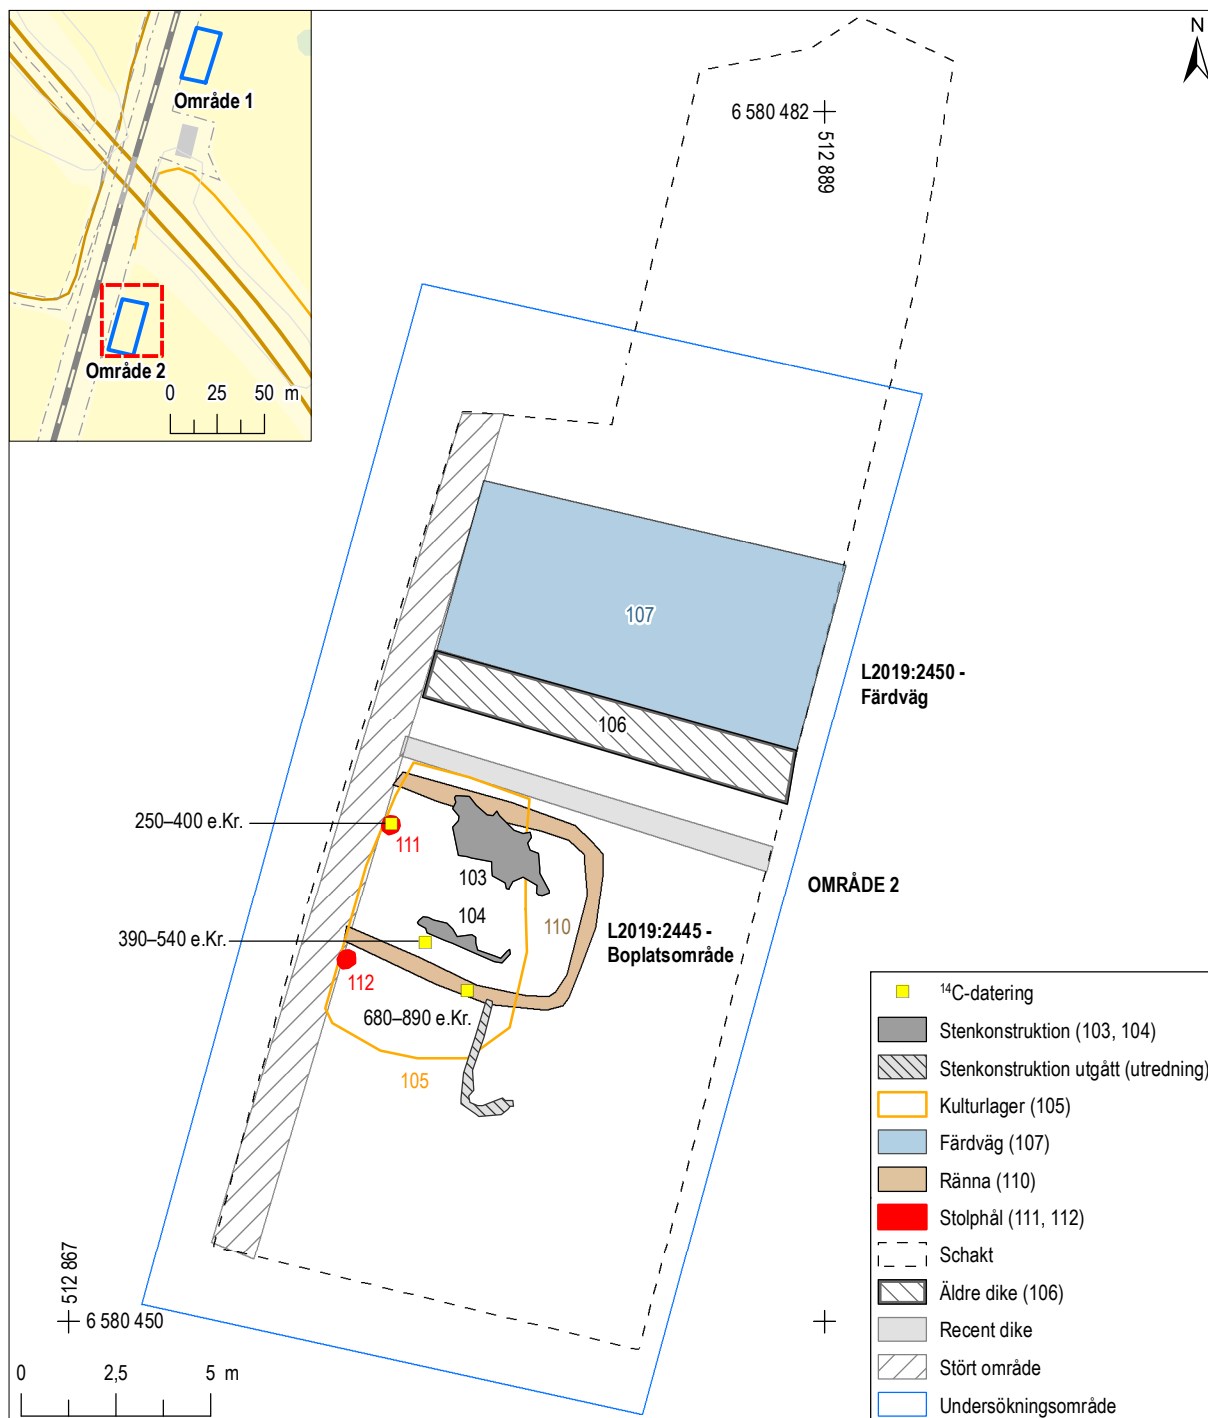 Område 1
Område 2
0 25 50 m
N
6 580 482
512 889
107
106
L2019:2450 -
Färdväg
250–400 e.Kr.
111
103
104
390–540 e.Kr.
110
L2019:2445 -
Boplatsområde
OMRÅDE 2
112
680–890 e.Kr.
105
512 867
6 580 450
0 2,5 5 m
¹⁴C-datering
Stenkonstruktion (103, 104)
Stenkonstruktion utgått (utredning)
Kulturlager (105)
Färdväg (107)
Ränna (110)
Stolphål (111, 112)
Schakt
Äldre dike (106)
Recent dike
Stört område
Undersökningsområde